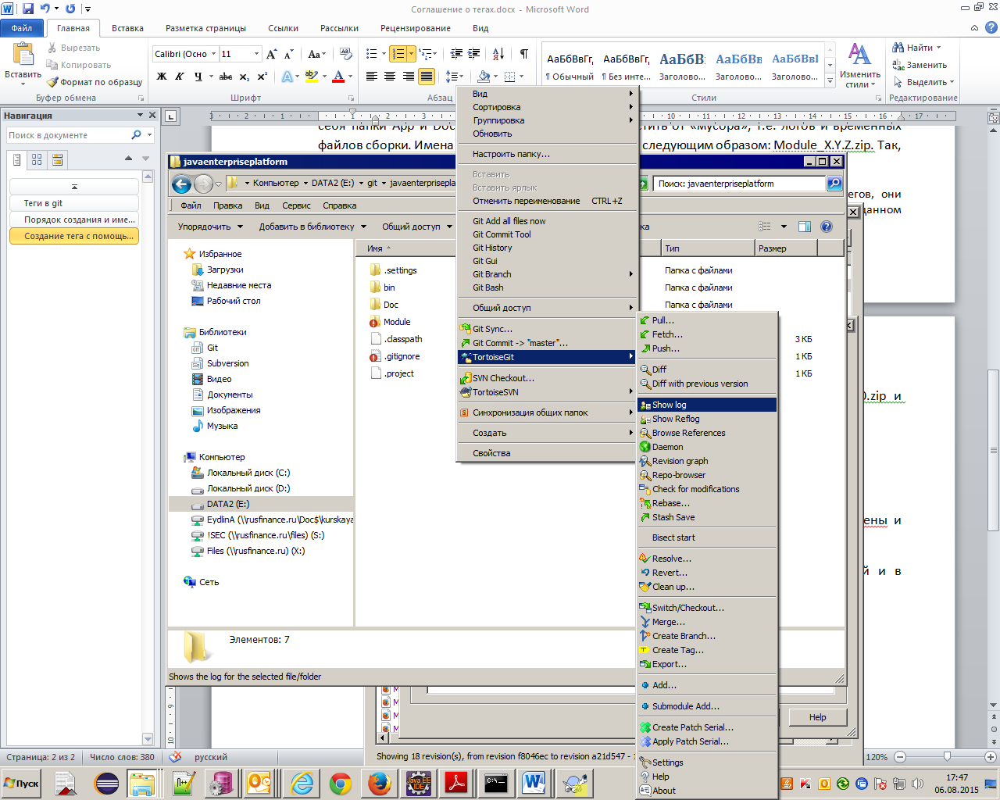 Соглашение о тегах.docx - Microsoft Word
Файл Главная Вставка Разметка страницы Ссылки Рассылки Рецензирование Вид
Вставить
Вырезать
Копировать
Формат по образцу
Буфер обмена
Calibri (Осно 11
Шрифт
Абзац
АаБбВвГг, АаБбВвГг, АаБбВ АаБбВв АаБбВвІ
¶ Обычный ¶ Без инте... Заголово... Заголово... Заголово...
Стили
Изменить стили
Найти
Заменить
Выделить
Редактирование
Навигация
Поиск в документе
Теги в git
Порядок создания и име...
Создание тега с помощь...
себя папки App и Doc
тить от «мусора», т.е. логов и временных
файлов сборки. Имена
следующим образом: Module_X.Y.Z.zip. Так,
егов, они
данном
0.zip и
ены и
й и в
javaenterpriseplatform
Компьютер DATA2 (E:) git javaenterprisepla
Поиск: javaenterpriseplatform
Файл Правка Вид Сервис Справка
Упорядочить Добавить в библиотеку Общий доступ
ка
Имя Тип Размер
Избранное
Загрузки
Недавние места
Рабочий стол
Библиотеки
Git
Subversion
Видео
Документы
Изображения
Музыка
Компьютер
Локальный диск (C:)
Локальный диск (D:)
DATA2 (E:)
EydlinA (\\rusfinance.ru\Doc$\kurskaya
!SEC (\\rusfinance.ru\files) (S:)
Files (\\rusfinance.ru) (X:)
Сеть
.settings Папка с файлами
bin Папка с файлами
Doc Папка с файлами
Module
.classpath 3 КБ
.gitignore 1 КБ
.project 1 КБ
Элементов: 7
Shows the log for the selected file/folder
Вид
Сортировка
Группировка
Обновить
Настроить папку...
Вставить
Вставить ярлык
Отменить переименование CTRL+Z
Git Add all files now
Git Commit Tool
Git History
Git Gui
Git Branch
Git Bash
Общий доступ
Git Sync...
Git Commit -> "master"...
TortoiseGit
SVN Checkout...
TortoiseSVN
Синхронизация общих папок
Создать
Свойства
Pull...
Fetch...
Push...
Diff
Diff with previous version
Show log
Show Reflog
Browse References
Daemon
Revision graph
Repo-browser
Check for modifications
Rebase...
Stash Save
Bisect start
Resolve...
Revert...
Clean up...
Switch/Checkout...
Merge...
Create Branch...
Create Tag...
Export...
Add...
Submodule Add...
Create Patch Serial...
Apply Patch Serial...
Settings
Help
About
Help
Showing 18 revision(s), from revision f8046ec to revision a21d547 - 1
Страница: 2 из 2 Число слов: 380 русский
120%
Пуск
17:47
06.08.2015